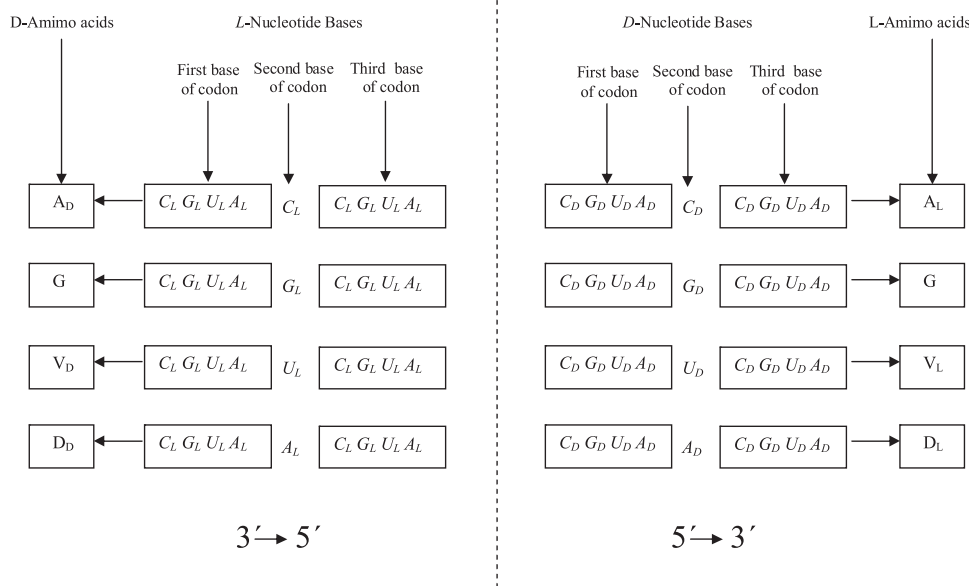 D-Amimo acids L-Nucleotide Bases D-Nucleotide Bases L-Amimo acids
First base of codon Second base of codon Third base of codon First base of codon Second base of codon Third base of codon
A_D C_L G_L U_L A_L C_L C_L G_L U_L A_L C_D G_D U_D A_D C_D C_D G_D U_D A_D A_L
G C_L G_L U_L A_L G_L C_L G_L U_L A_L C_D G_D U_D A_D G_D C_D G_D U_D A_D G
V_D C_L G_L U_L A_L U_L C_L G_L U_L A_L C_D G_D U_D A_D U_D C_D G_D U_D A_D V_L
D_D C_L G_L U_L A_L A_L C_L G_L U_L A_L C_D G_D U_D A_D A_D C_D G_D U_D A_D D_L
3´→ 5´ 5´→ 3´